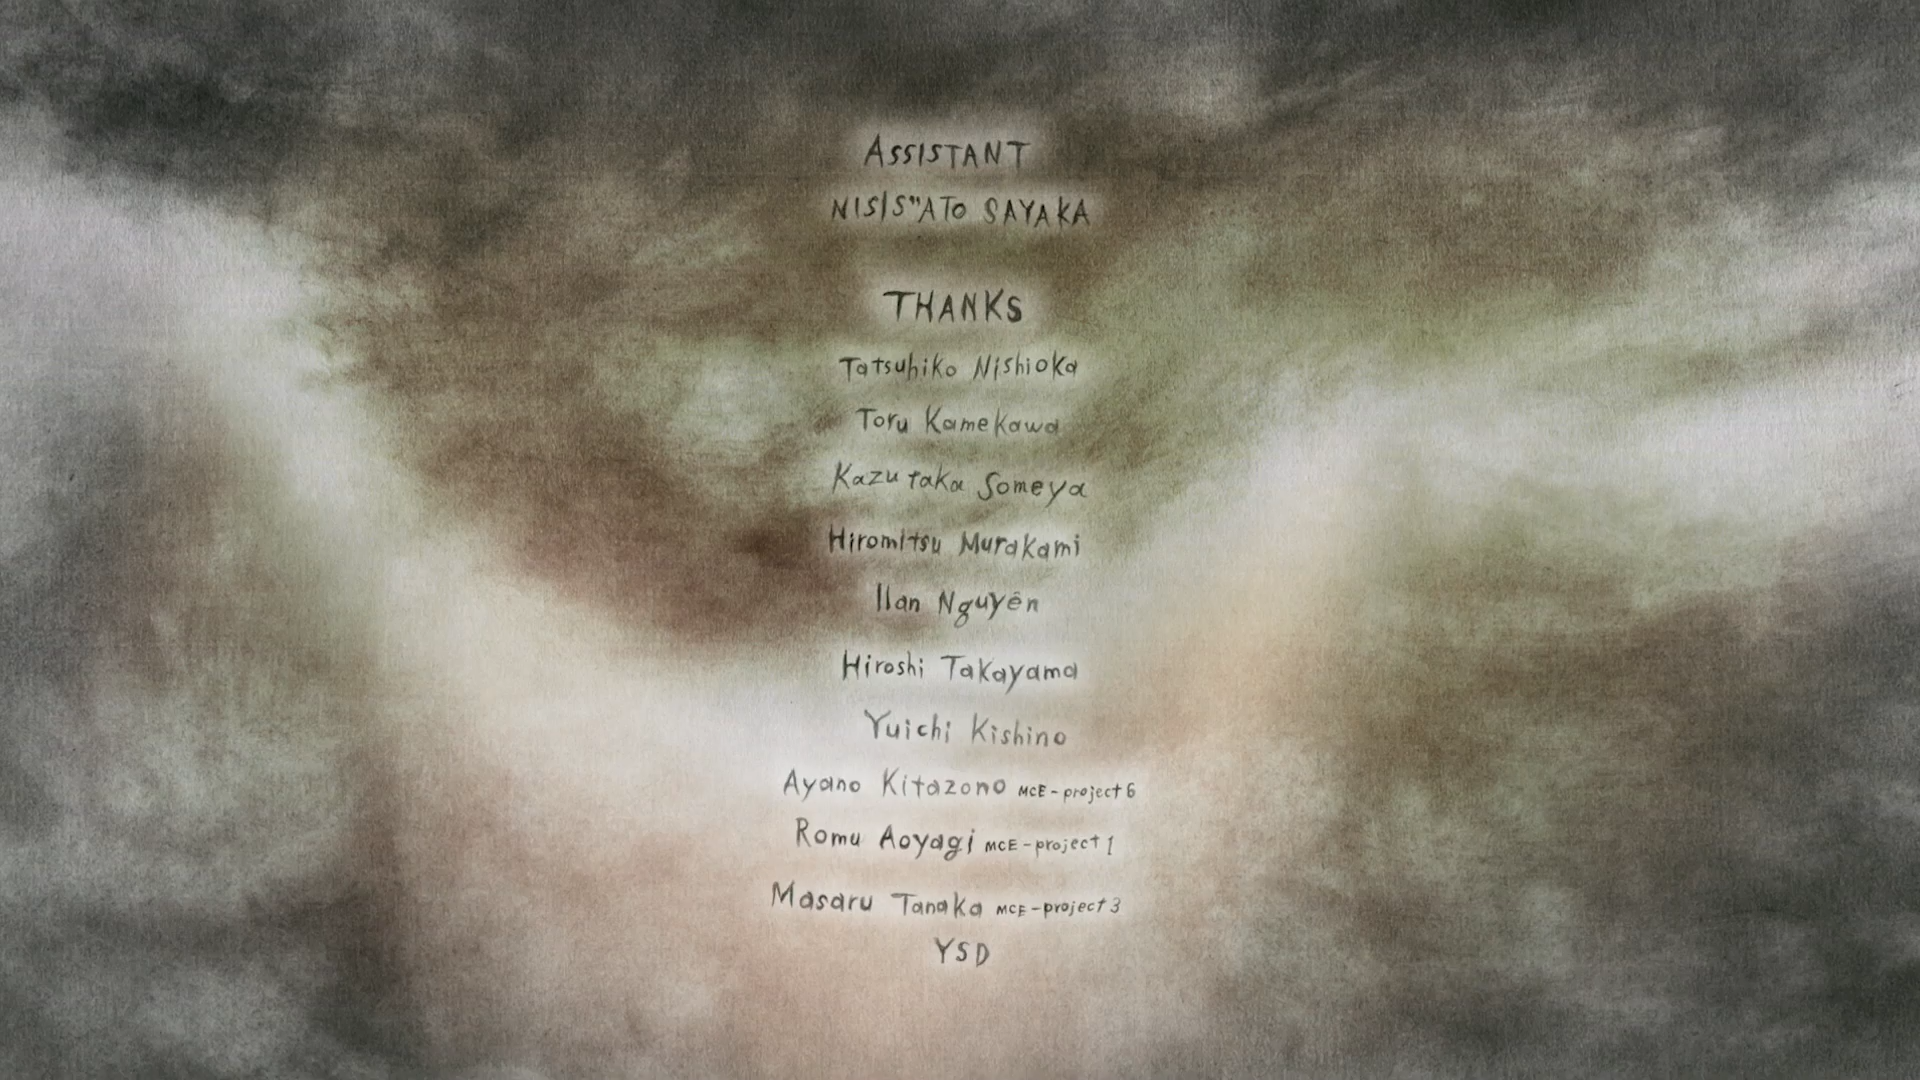 ASSISTANT
NISIS"ATO SAYAKA
THANKS
Tatsuhiko Nishioka
Toru Kamekawa
Kazutaka Someya
Hiromitsu Murakami
Ilan Nguyên
Hiroshi Takayama
Yuichi Kishino
Ayano Kitazono MCE-project 6
Romu Aoyagi MCE-project 1
Masaru Tanaka MCE-project 3
YSD